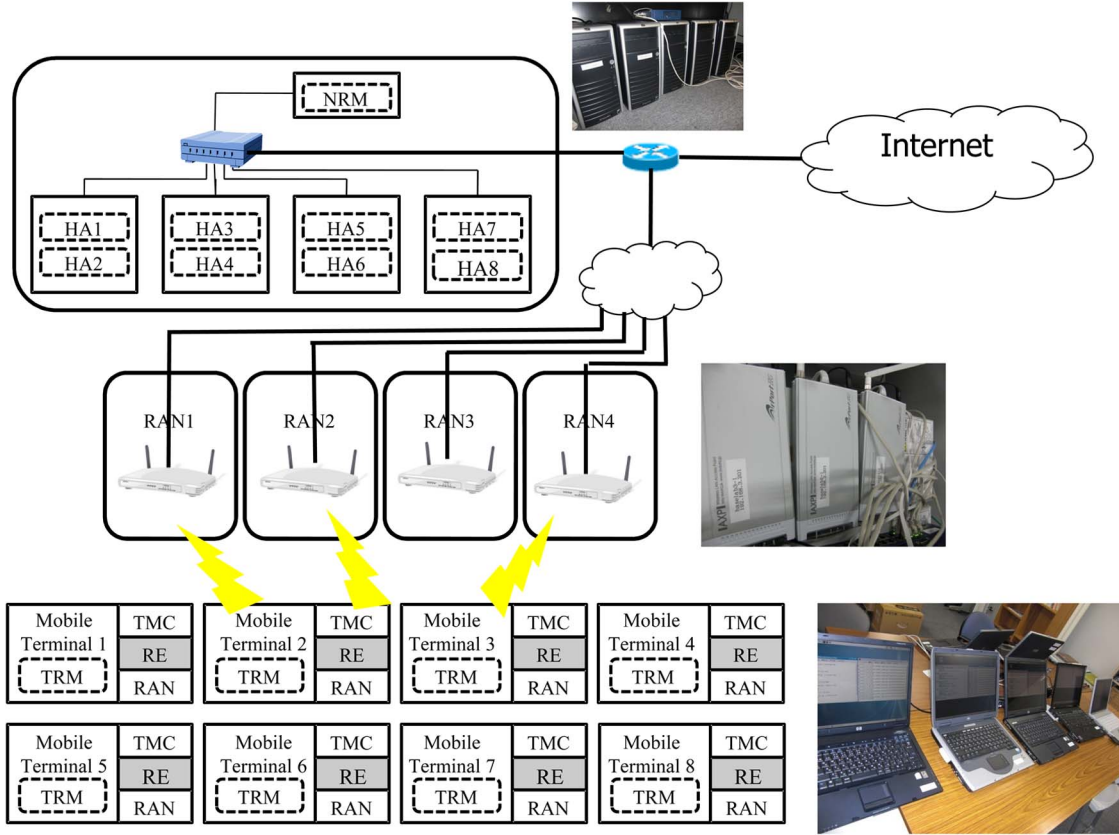 NRM
Internet
HA1
HA3
HA5
HA7
HA2
HA4
HA6
HA8
RAN1
RAN2
RAN3
RAN4
Mobile
Terminal 1
TRM
TMC
RE
RAN
Mobile
Terminal 2
TRM
TMC
RE
RAN
Mobile
Terminal 3
TRM
TMC
RE
RAN
Mobile
Terminal 4
TRM
TMC
RE
RAN
Mobile
Terminal 5
TRM
TMC
RE
RAN
Mobile
Terminal 6
TRM
TMC
RE
RAN
Mobile
Terminal 7
TRM
TMC
RE
RAN
Mobile
Terminal 8
TRM
TMC
RE
RAN